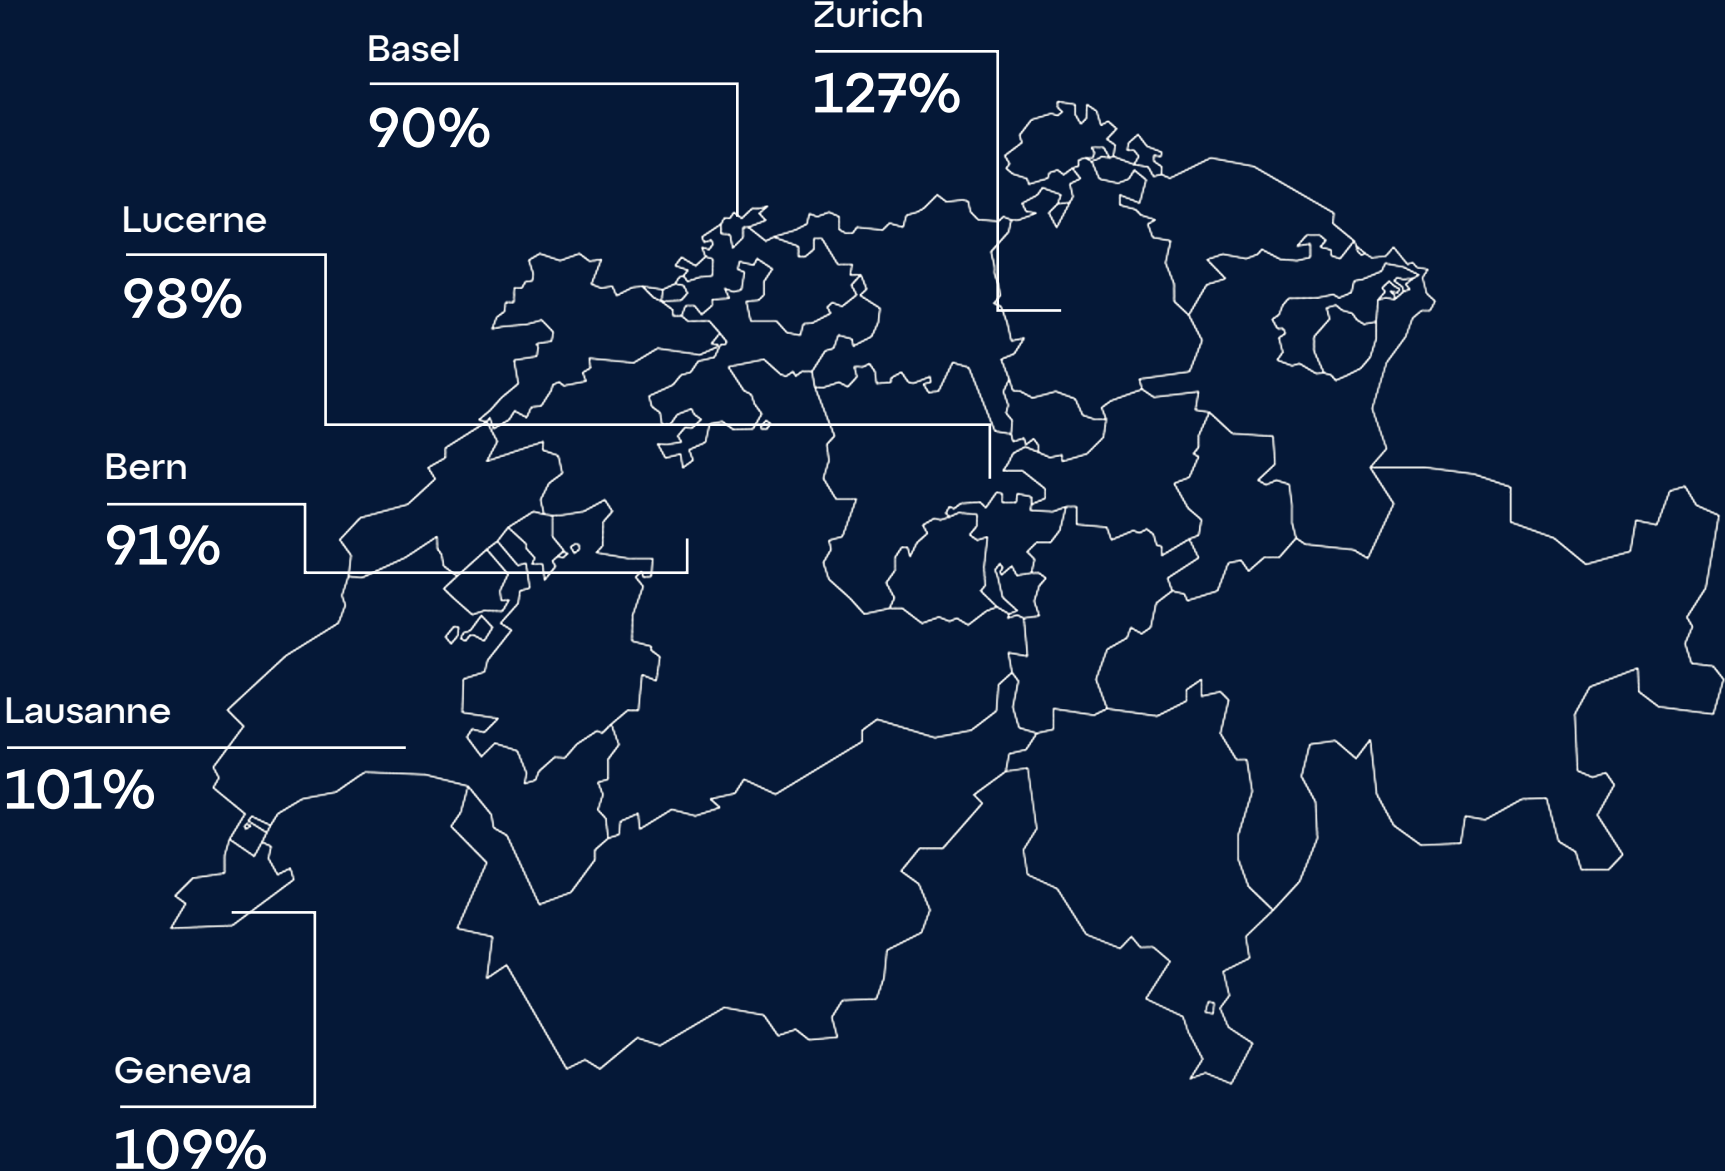 Zurich
127%
Basel
90%
Lucerne
98%
Bern
91%
Lausanne
101%
Geneva
109%